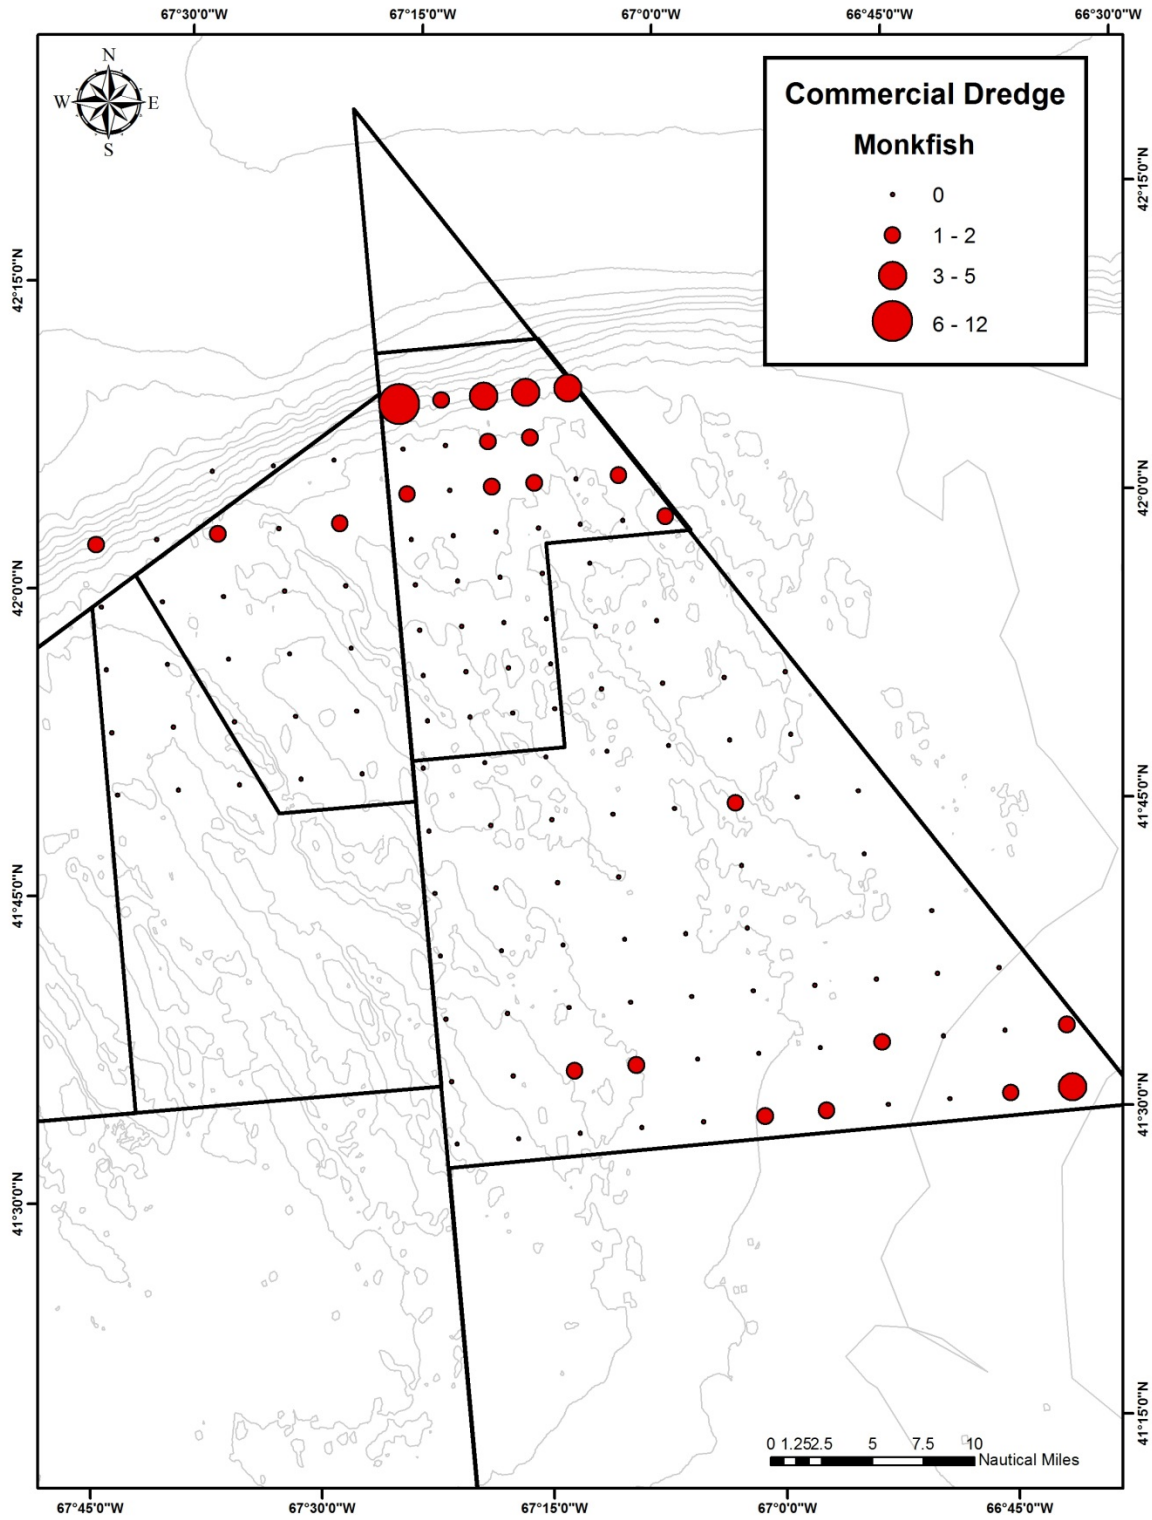 67°30'0"W 67°15'0"W 67°0'0"W 66°45'0"W 66°30'0"W
N
W E
S
Commercial Dredge
Monkfish
0
1 - 2
3 - 5
6 - 12
42°15'0"N
42°0'0"N
41°45'0"N
41°30'0"N
42°15'0"N
42°0'0"N
41°45'0"N
41°30'0"N
41°15'0"N
0 1.252.5 5 7.5 10
Nautical Miles
67°45'0"W 67°30'0"W 67°15'0"W 67°0'0"W 66°45'0"W